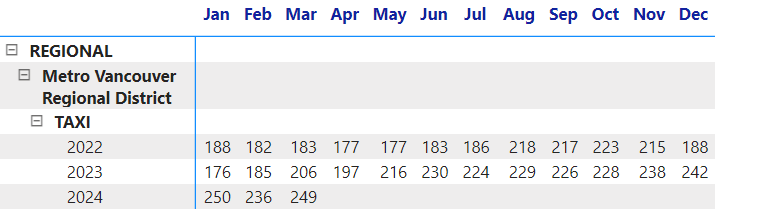 Jan Feb Mar Apr May Jun Jul Aug Sep Oct Nov Dec
REGIONAL
Metro Vancouver
Regional District
TAXI
2022 188 182 183 177 177 183 186 218 217 223 215 188
2023 176 185 206 197 216 230 224 229 226 228 238 242
2024 250 236 249